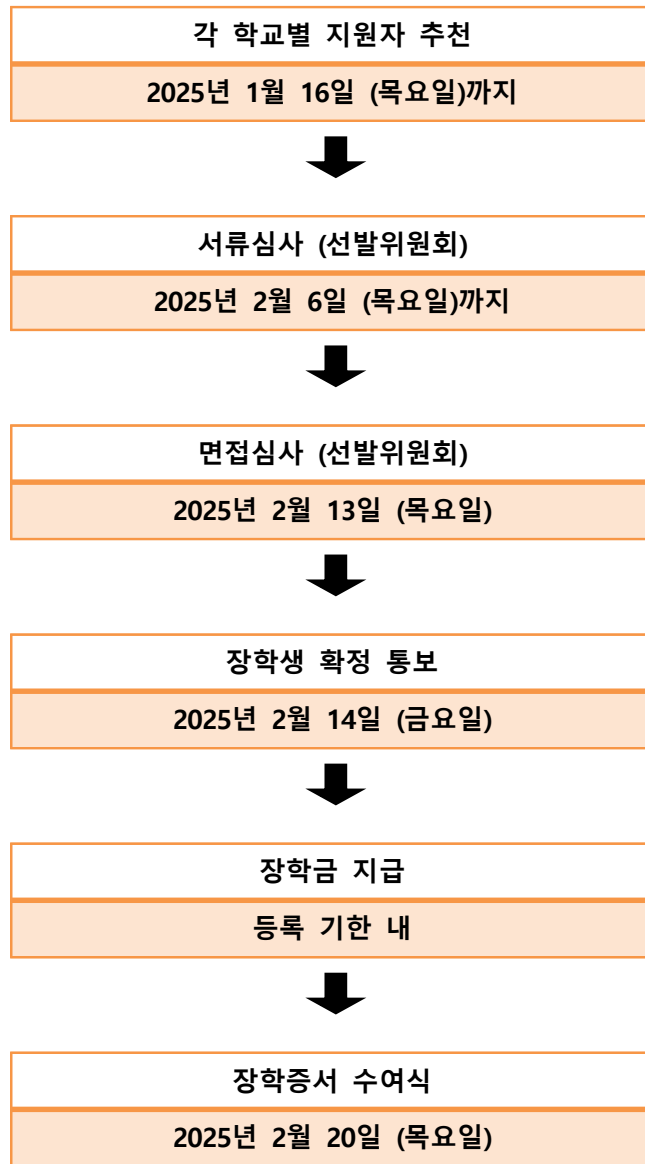 각 학교별 지원자 추천
2025년 1월 16일 (목요일)까지
서류심사 (선발위원회)
2025년 2월 6일 (목요일)까지
면접심사 (선발위원회)
2025년 2월 13일 (목요일)
장학생 확정 통보
2025년 2월 14일 (금요일)
장학금 지급
등록 기한 내
장학증서 수여식
2025년 2월 20일 (목요일)